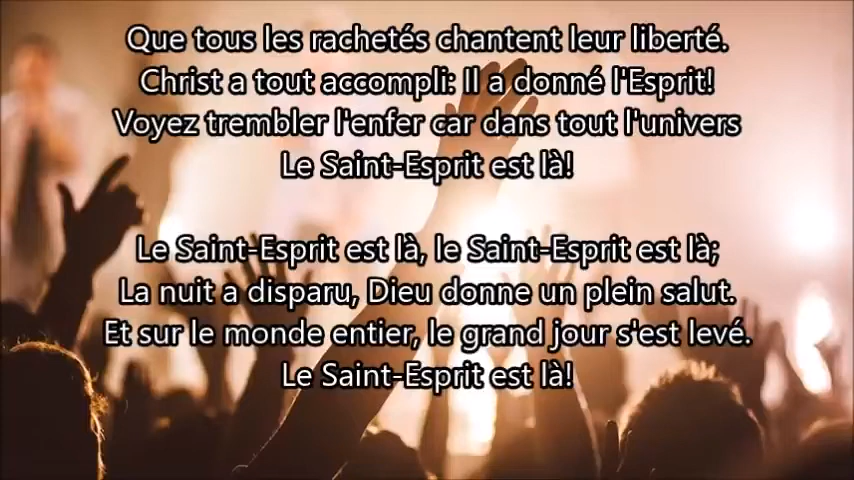 Que tous les rachetés chantent leur liberté.
Christ a tout accompli: Il a donné l'Esprit!
Voyez trembler l'enfer car dans tout l'univers
Le Saint-Esprit est là!
Le Saint-Esprit est là, le Saint-Esprit est là;
La nuit a disparu, Dieu donne un plein salut.
Et sur le monde entier, le grand jour s'est levé.
Le Saint-Esprit est là!